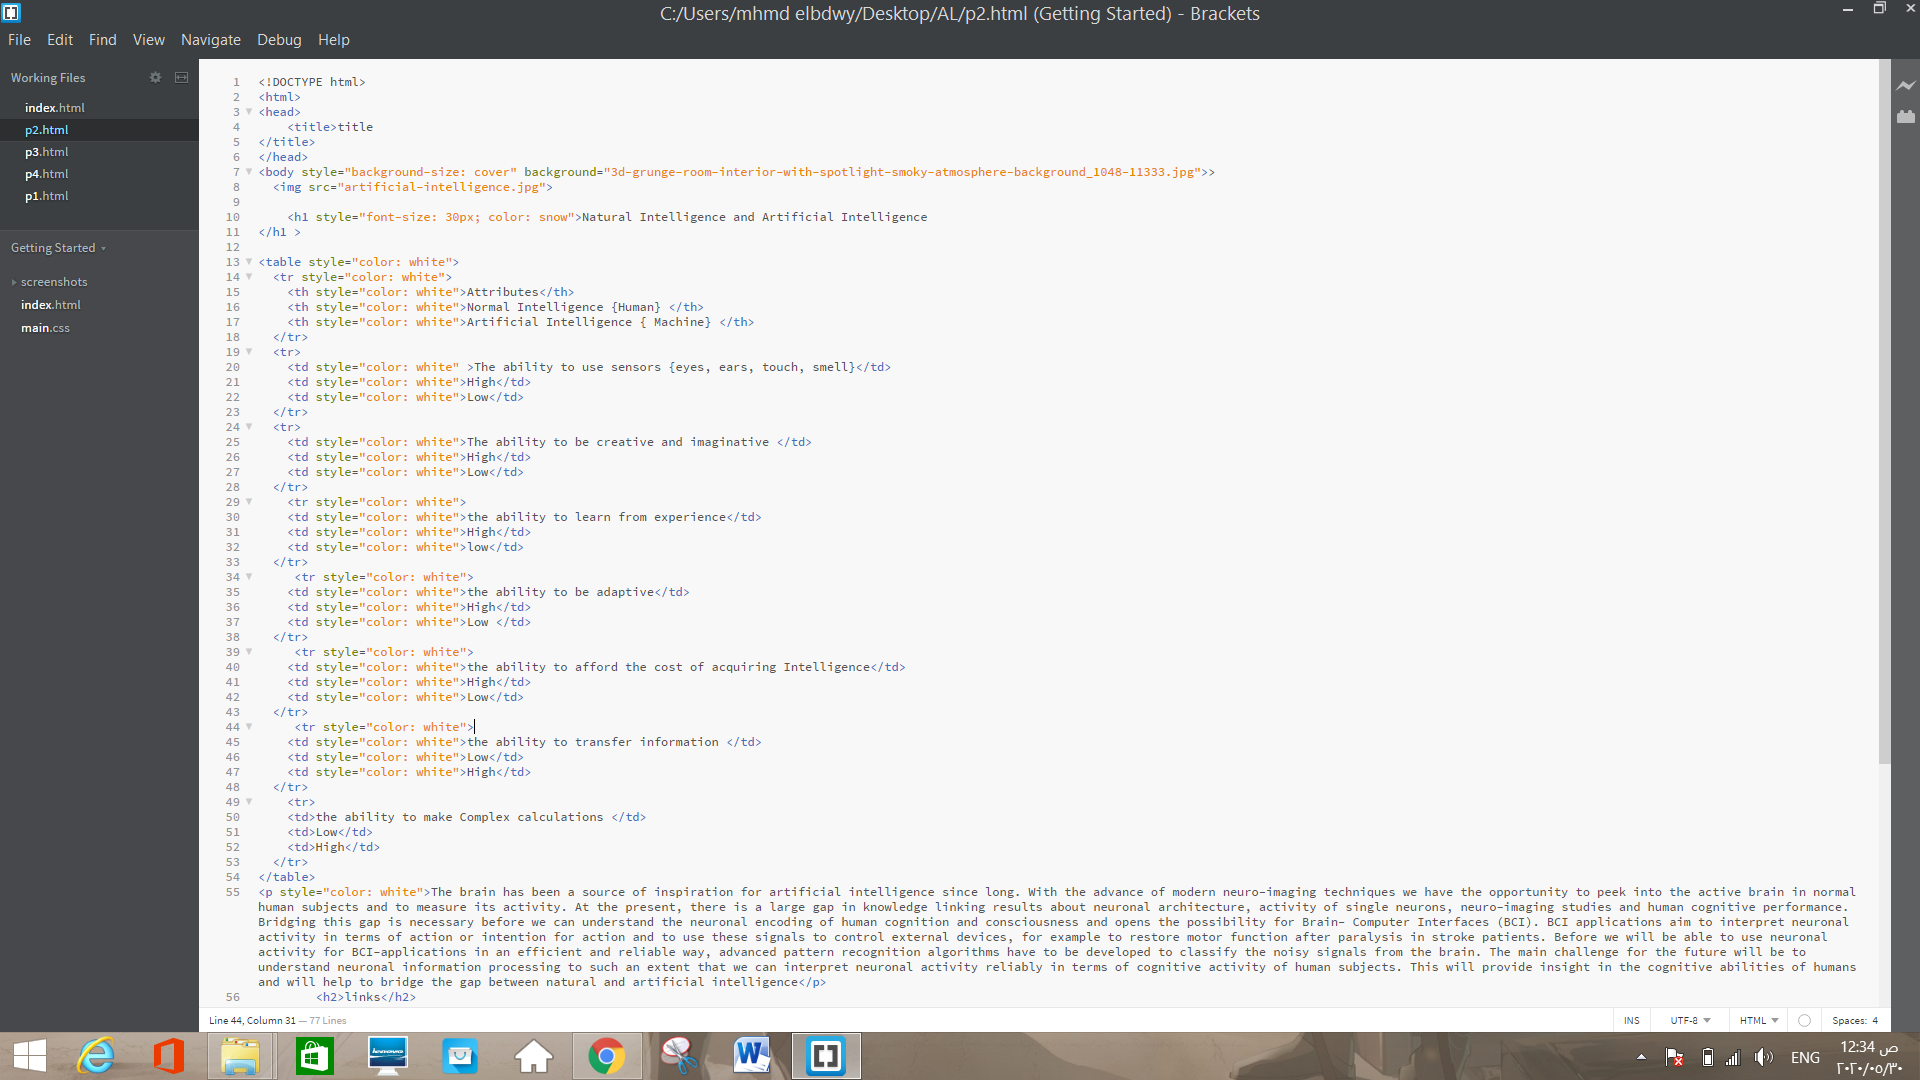 C:/Users/mhmd elbdwy/Desktop/AL/p2.html (Getting Started) - Brackets
File Edit Find View Navigate Debug Help
Working Files
index.html
p2.html
p3.html
p4.html
p1.html
Getting Started
screenshots
index.html
main.css
1 <!DOCTYPE html>
2 <html>
3 <head>
4     <title>title
5 </title>
6 </head>
7 <body style="background-size: cover" background="3d-grunge-room-interior-with-spotlight-smoky-atmosphere-background_1048-11333.jpg">>
8   <img src="artificial-intelligence.jpg">
9
10     <h1 style="font-size: 30px; color: snow">Natural Intelligence and Artificial Intelligence
11 </h1 >
12
13 <table style="color: white">
14   <tr style="color: white">
15     <th style="color: white">Attributes</th>
16     <th style="color: white">Normal Intelligence {Human} </th>
17     <th style="color: white">Artificial Intelligence { Machine} </th>
18   </tr>
19   <tr>
20     <td style="color: white" >The ability to use sensors {eyes, ears, touch, smell}</td>
21     <td style="color: white">High</td>
22     <td style="color: white">Low</td>
23   </tr>
24   <tr>
25     <td style="color: white">The ability to be creative and imaginative </td>
26     <td style="color: white">High</td>
27     <td style="color: white">Low</td>
28   </tr>
29     <tr style="color: white">
30     <td style="color: white">the ability to learn from experience</td>
31     <td style="color: white">High</td>
32     <td style="color: white">low</td>
33   </tr>
34      <tr style="color: white">
35     <td style="color: white">the ability to be adaptive</td>
36     <td style="color: white">High</td>
37     <td style="color: white">Low </td>
38   </tr>
39      <tr style="color: white">
40     <td style="color: white">the ability to afford the cost of acquiring Intelligence</td>
41     <td style="color: white">High</td>
42     <td style="color: white">Low</td>
43   </tr>
44      <tr style="color: white">
45     <td style="color: white">the ability to transfer information </td>
46     <td style="color: white">Low</td>
47     <td style="color: white">High</td>
48   </tr>
49     <tr>
50     <td>the ability to make Complex calculations </td>
51     <td>Low</td>
52     <td>High</td>
53   </tr>
54 </table>
55 <p style="color: white">The brain has been a source of inspiration for artificial intelligence since long. With the advance of modern neuro-imaging techniques we have the opportunity to peek into the active brain in normal
human subjects and to measure its activity. At the present, there is a large gap in knowledge linking results about neuronal architecture, activity of single neurons, neuro-imaging studies and human cognitive performance.
Bridging this gap is necessary before we can understand the neuronal encoding of human cognition and consciousness and opens the possibility for Brain- Computer Interfaces (BCI). BCI applications aim to interpret neuronal
activity in terms of action or intention for action and to use these signals to control external devices, for example to restore motor function after paralysis in stroke patients. Before we will be able to use neuronal
activity for BCI-applications in an efficient and reliable way, advanced pattern recognition algorithms have to be developed to classify the noisy signals from the brain. The main challenge for the future will be to
understand neuronal information processing to such an extent that we can interpret neuronal activity reliably in terms of cognitive activity of human subjects. This will provide insight in the cognitive abilities of humans
and will help to bridge the gap between natural and artificial intelligence</p>
56         <h2>links</h2>
Line 44, Column 31 — 77 Lines
INS UTF-8 HTML Spaces: 4
lenovo
ENG
12:34 ص
٢٠٢٠/٠٥/٣٠